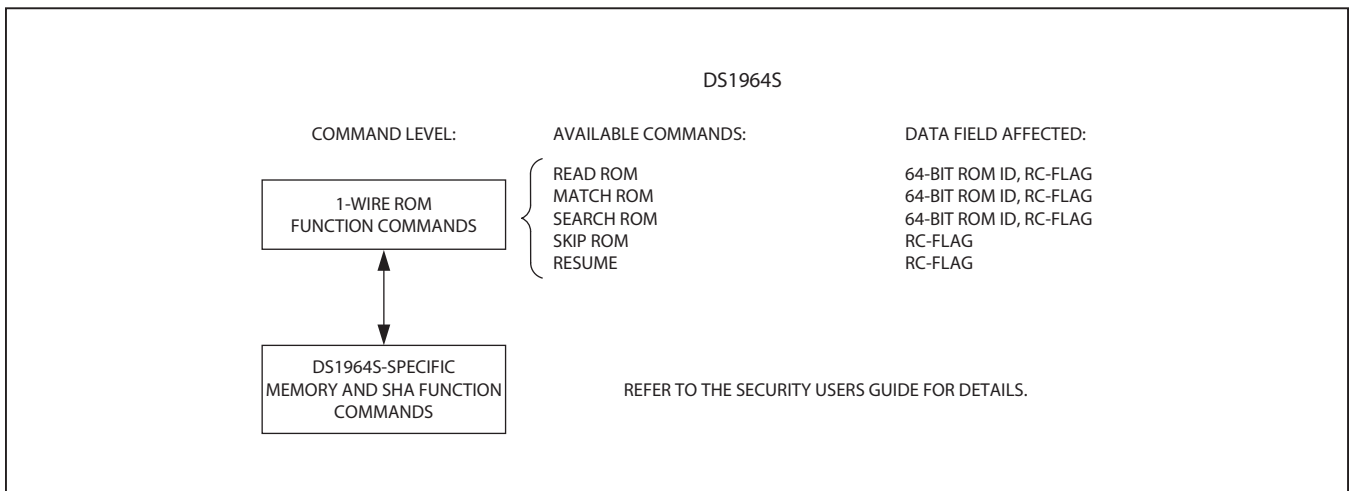 DS1964S
COMMAND LEVEL: AVAILABLE COMMANDS: DATA FIELD AFFECTED:
1-WIRE ROM
FUNCTION COMMANDS
READ ROM 64-BIT ROM ID, RC-FLAG
MATCH ROM 64-BIT ROM ID, RC-FLAG
SEARCH ROM 64-BIT ROM ID, RC-FLAG
SKIP ROM RC-FLAG
RESUME RC-FLAG
DS1964S-SPECIFIC
MEMORY AND SHA FUNCTION
COMMANDS
REFER TO THE SECURITY USERS GUIDE FOR DETAILS.